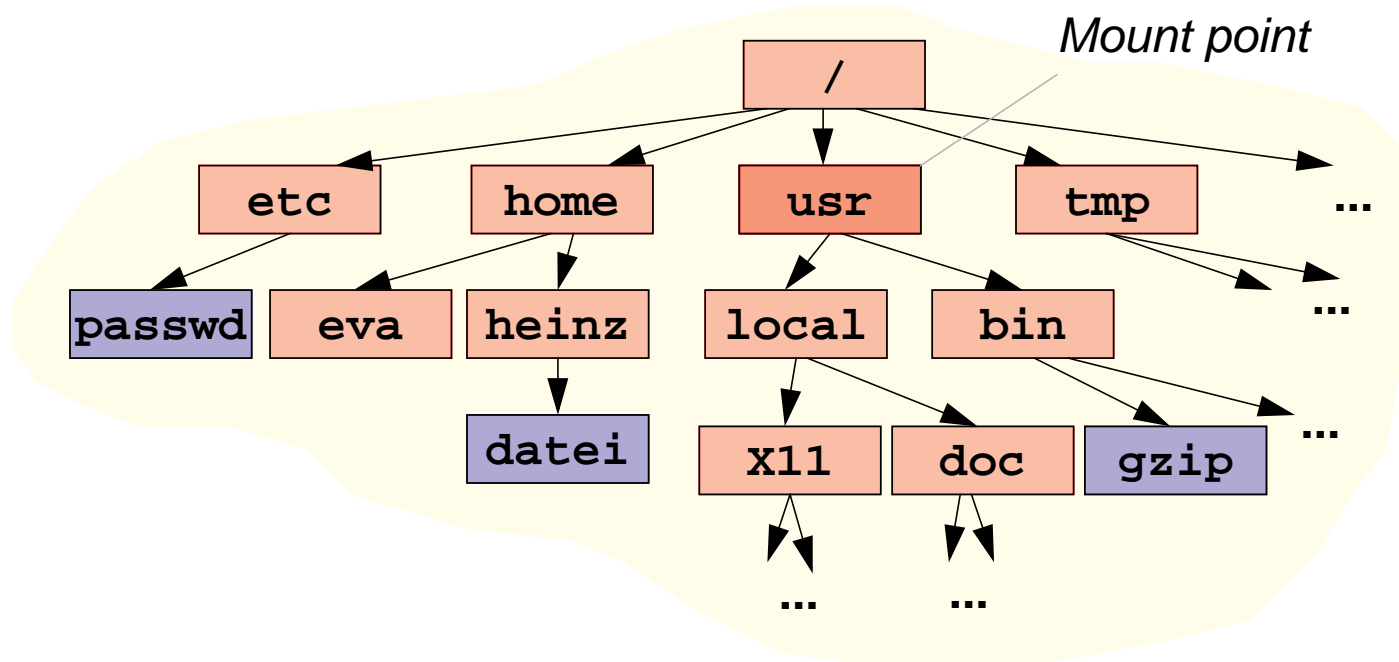 Mount point
/
etc
home
usr
tmp
...
passwd
eva
heinz
local
bin
...
datei
X11
doc
gzip
...
...
...